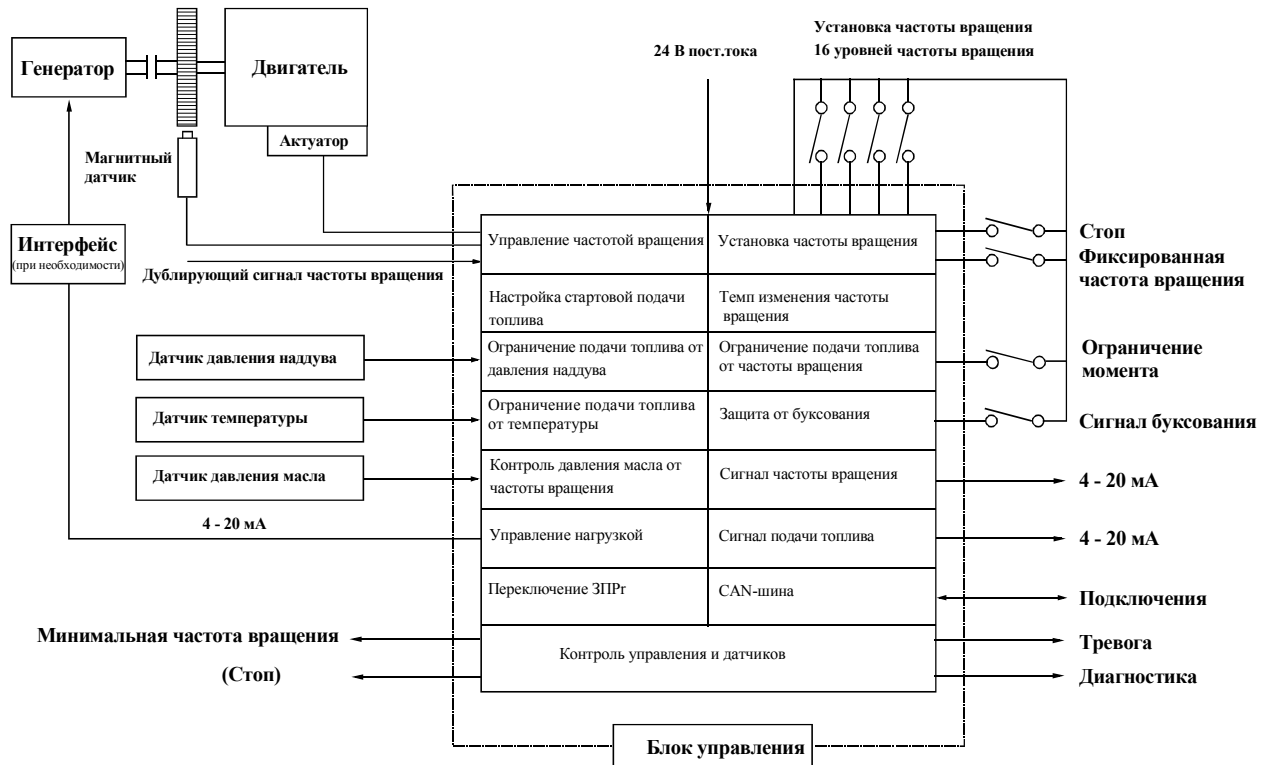 Установка частоты вращения
16 уровней частоты вращения
24 В пост.тока
Генератор
Двигатель
Актуатор
Магнитный
датчик
Интерфейс
(при необходимости)
Дублирующий сигнал частоты вращения
Управление частотой вращения
Установка частоты вращения
Стоп
Фиксированная
частота вращения
Настройка стартовой подачи
топлива
Темп изменения частоты
вращения
Датчик давления наддува
Ограничение подачи топлива от
давления наддува
Ограничение подачи топлива
от частоты вращения
Ограничение
момента
Датчик температуры
Ограничение подачи топлива
от температуры
Защита от буксования
Сигнал буксования
Датчик давления масла
Контроль давления масла от
частоты вращения
Сигнал частоты вращения
4 - 20 мА
4 - 20 мА
Управление нагрузкой
Сигнал подачи топлива
4 - 20 мА
Переключение ЗПРг
CAN-шина
Подключения
Минимальная частота вращения
(Стоп)
Контроль управления и датчиков
Тревога
Диагностика
Блок управления